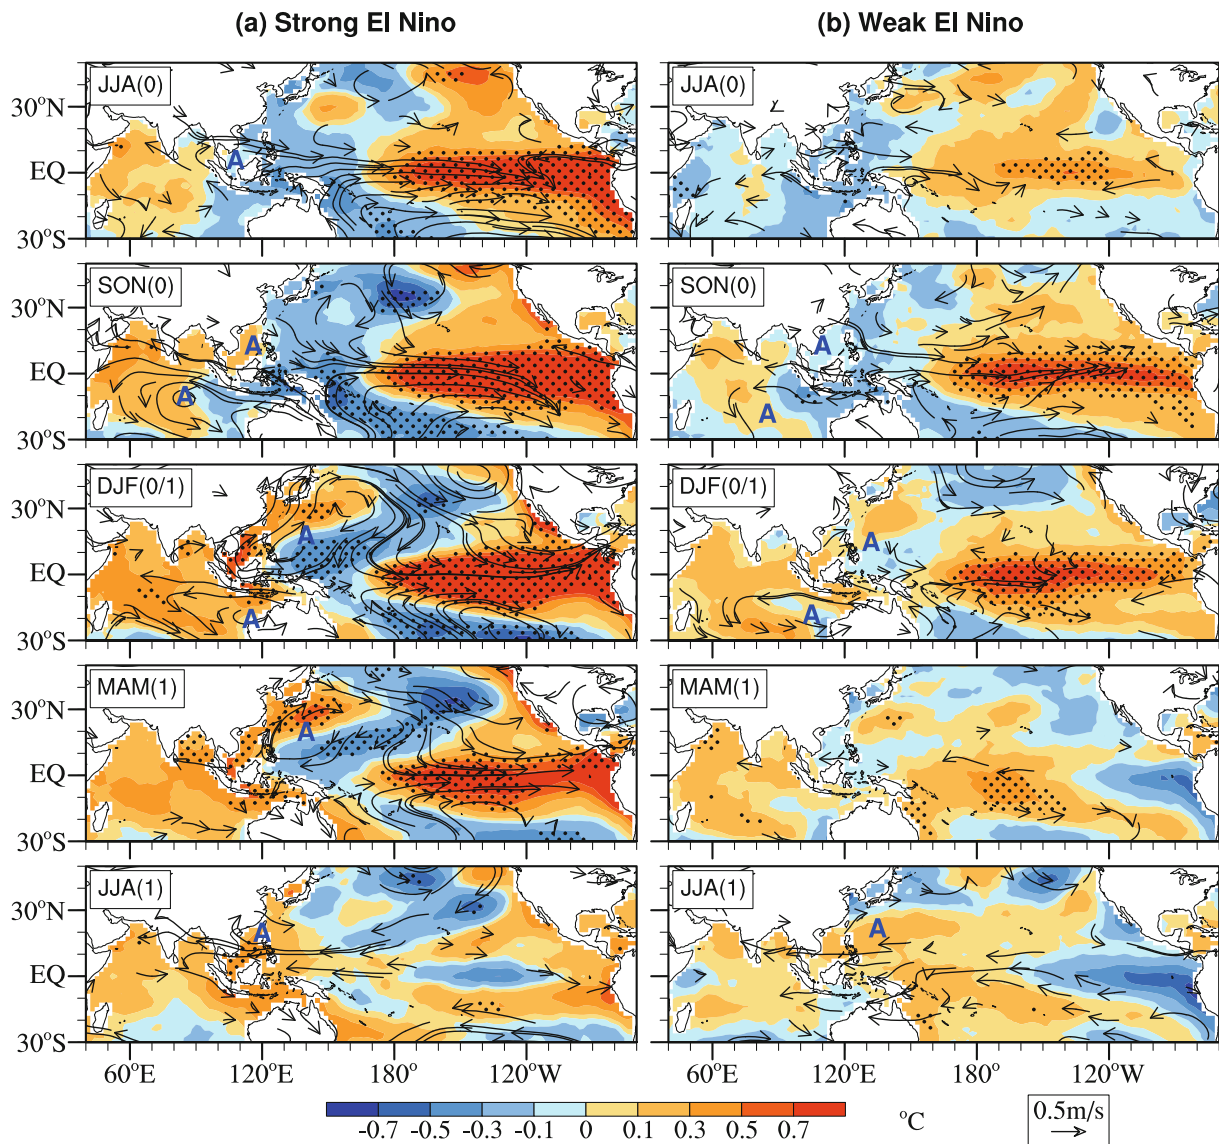 (a) Strong El Nino
(b) Weak El Nino
JJA(0)
JJA(0)
30°N
EQ
30°S
A
SON(0)
SON(0)
30°N
EQ
30°S
A
A
A
A
DJF(0/1)
DJF(0/1)
30°N
EQ
30°S
A
A
A
A
MAM(1)
MAM(1)
30°N
EQ
30°S
A
JJA(1)
JJA(1)
30°N
EQ
30°S
A
A
60°E 120°E 180° 120°W
60°E 120°E 180° 120°W
-0.7 -0.5 -0.3 -0.1 0 0.1 0.3 0.5 0.7
°C
0.5m/s